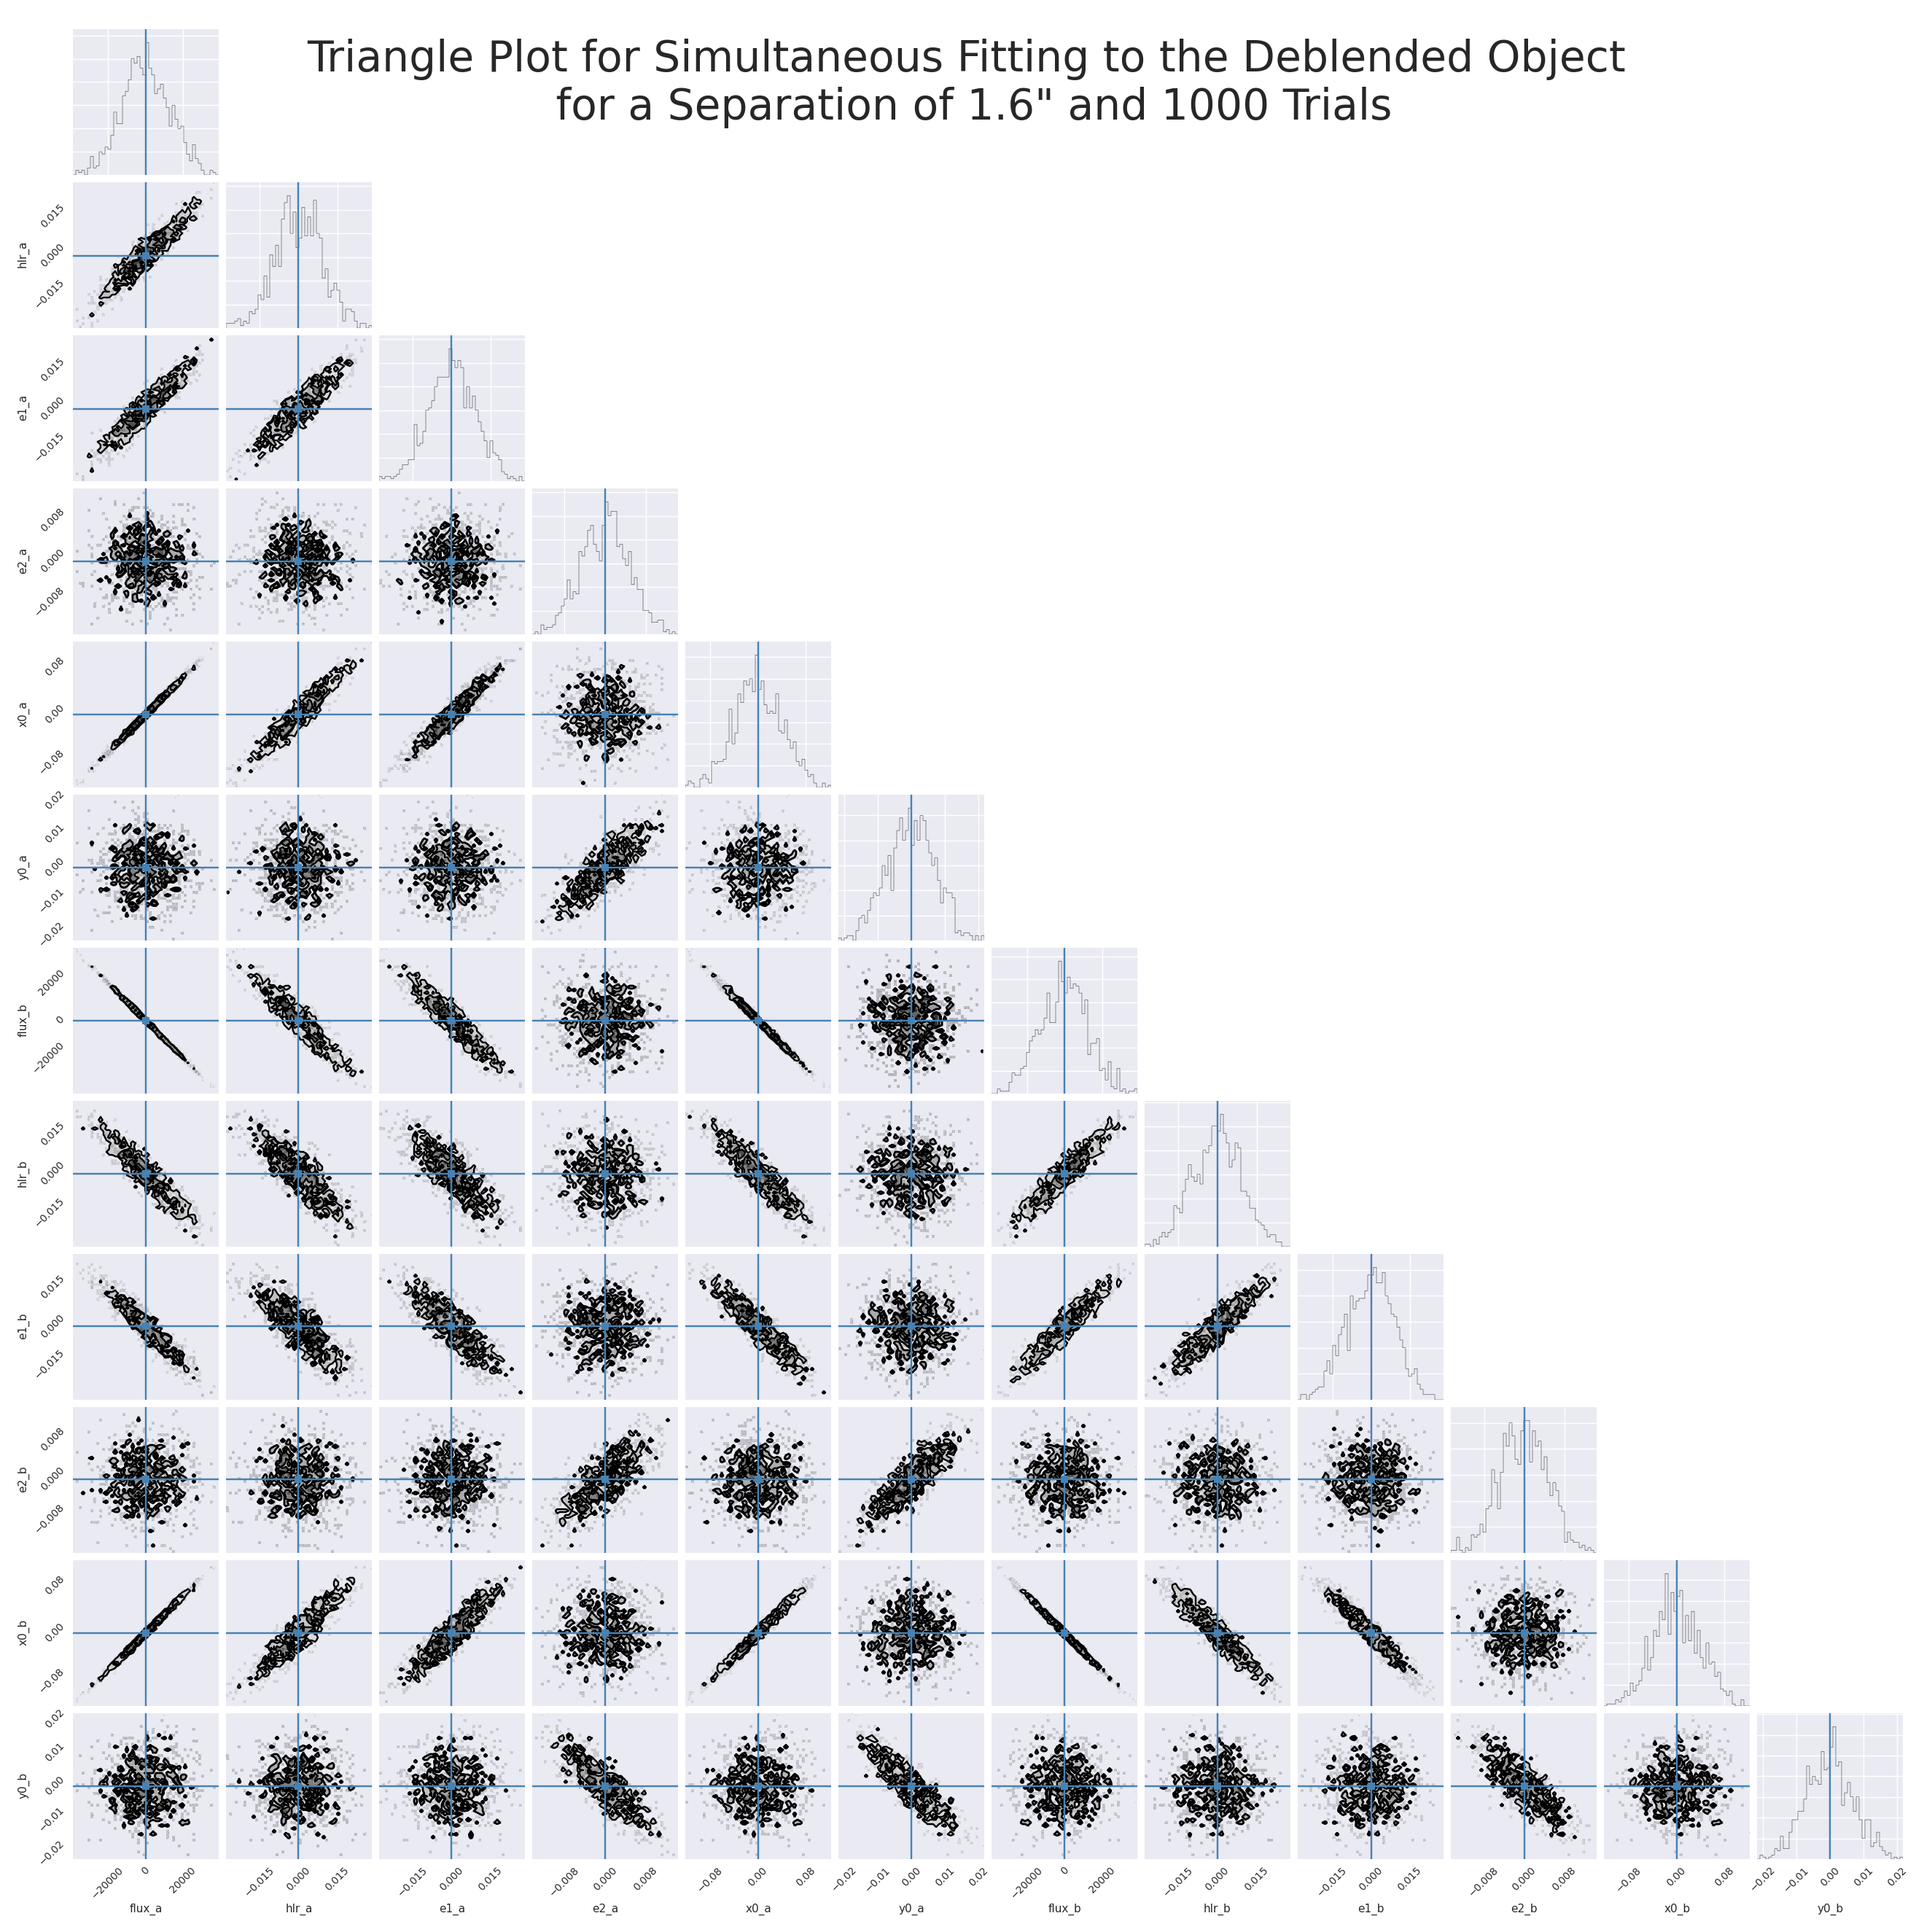 Triangle Plot for Simultaneous Fitting to the Deblended Object
for a Separation of 1.6" and 1000 Trials
0.015
0.000
−0.015
hlr_a
0.015
0.000
−0.015
e1_a
0.008
0.000
−0.008
e2_a
0.08
0.00
−0.08
x0_a
0.02
0.01
0.00
−0.01
−0.02
y0_a
20000
0
−20000
flux_b
0.015
0.000
−0.015
hlr_b
0.015
0.000
−0.015
e1_b
0.008
0.000
−0.008
e2_b
0.08
0.00
−0.08
x0_b
0.02
0.01
0.00
−0.01
−0.02
y0_b
−20000 0 20000 −0.015 0.000 0.015 −0.015 0.000 0.015 −0.008 0.000 0.008 −0.08 0.00 0.08 −0.02 −0.01 0.00 0.01 0.02 −20000 0 20000 −0.015 0.000 0.015 −0.015 0.000 0.015 −0.008 0.000 0.008 −0.08 0.00 0.08 −0.02 −0.01 0.00 0.01 0.02
flux_a hlr_a e1_a e2_a x0_a y0_a flux_b hlr_b e1_b e2_b x0_b y0_b